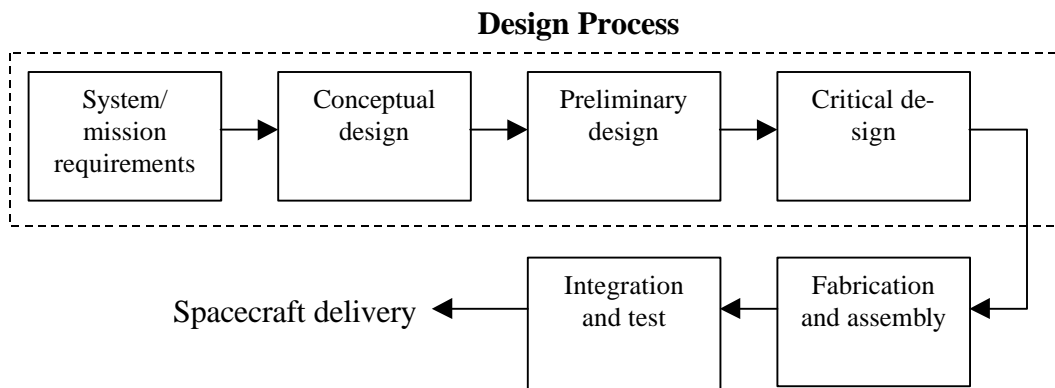 Design Process
System/
mission
requirements
Conceptual
design
Preliminary
design
Critical de-
sign
Fabrication
and assembly
Integration
and test
Spacecraft delivery